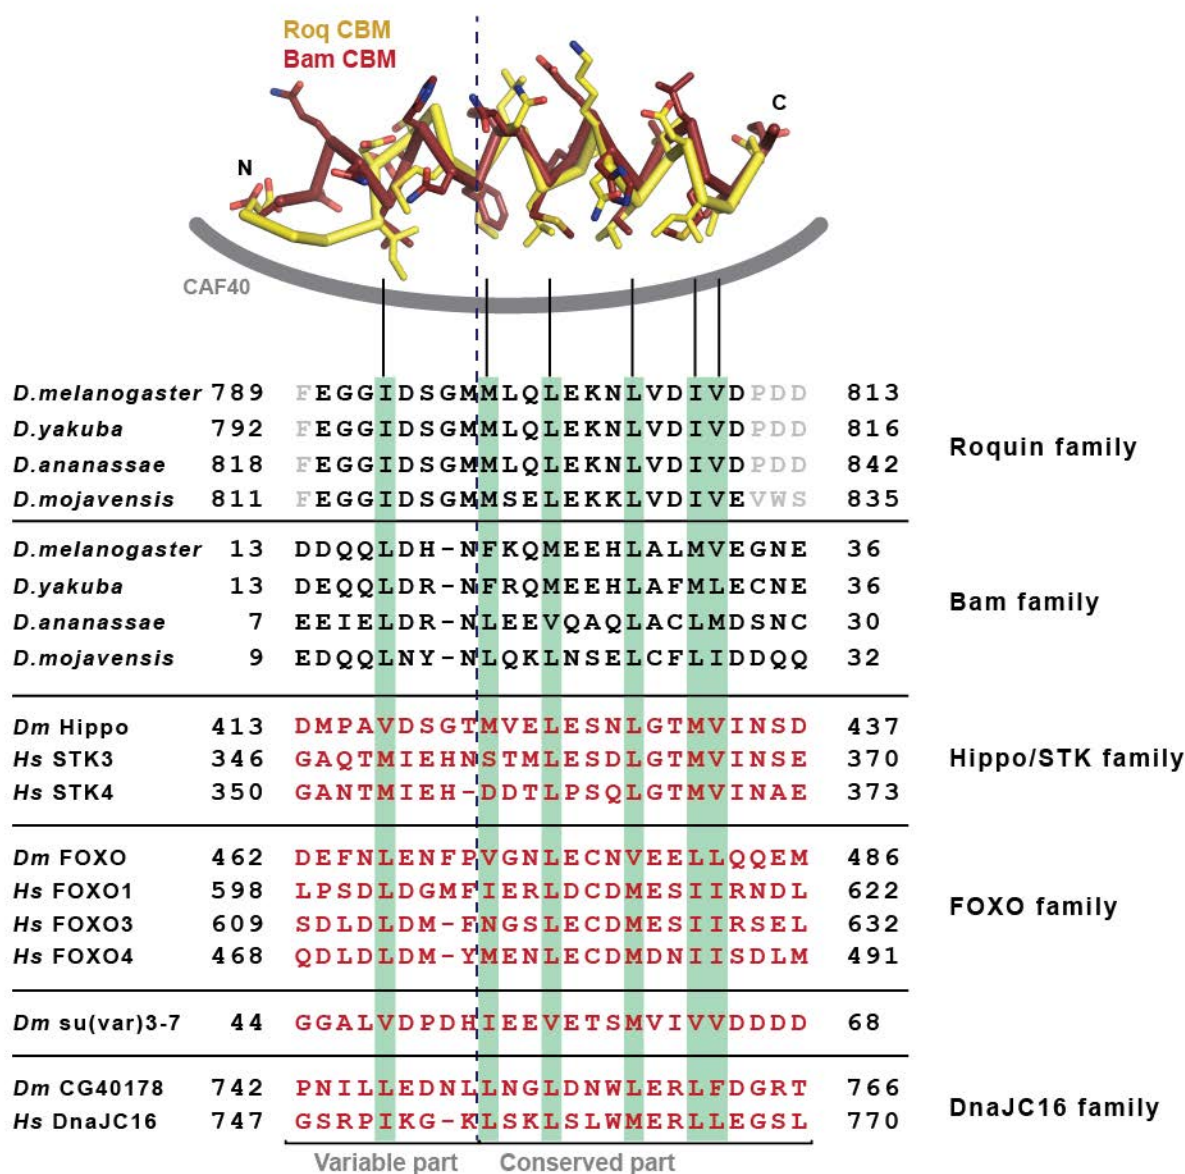 Roq CBM
Bam CBM
N
C
CAF40
D.melanogaster 789 FEGGIDSGMMLQLEKNLVDIVDPDD 813
D.yakuba 792 FEGGIDSGMMLQLEKNLVDIVDPDD 816
D.ananassae 818 FEGGIDSGMMLQLEKNLVDIVDPDD 842
D.mojavensis 811 FEGGIDSGMMSELEKKLVDIVEVWS 835
Roquin family
D.melanogaster 13 DDQQLDH-NFKQMEEHLALMVEGNE 36
D.yakuba 13 DEQQLDR-NFRQMEEHLAFMLECNE 36
D.ananassae 7 EEIELDR-NLEEVQAQLACLMDSNC 30
D.mojavensis 9 EDQQLNY-NLQKLNSELCFLIDDQQ 32
Bam family
Dm Hippo 413 DMPAVDSGTMVELESNLGTMVINSD 437
Hs STK3 346 GAQTMIEHNSTMLESDLGTMVINSE 370
Hs STK4 350 GANTMIEH-DDTLPSQLGTMVINAE 373
Hippo/STK family
Dm FOXO 462 DEFNLENFPVGNLECNVEELLQQEM 486
Hs FOXO1 598 LPSDLDGMFIERLDCDMESIIRNDL 622
Hs FOXO3 609 SDLDLDM-FNGSLECDMESIIRSEL 632
Hs FOXO4 468 QDLDLDM-YMENLECDMDNIISDLM 491
FOXO family
Dm su(var)3-7 44 GGALVDPDHIEEVETSMVIVVDDDD 68
Dm CG40178 742 PNILLEDNLLNGLDNWLERLFDGRT 766
Hs DnaJC16 747 GSRPIKG-KLSKLSLWMERLLEGSL 770
DnaJC16 family
Variable part Conserved part